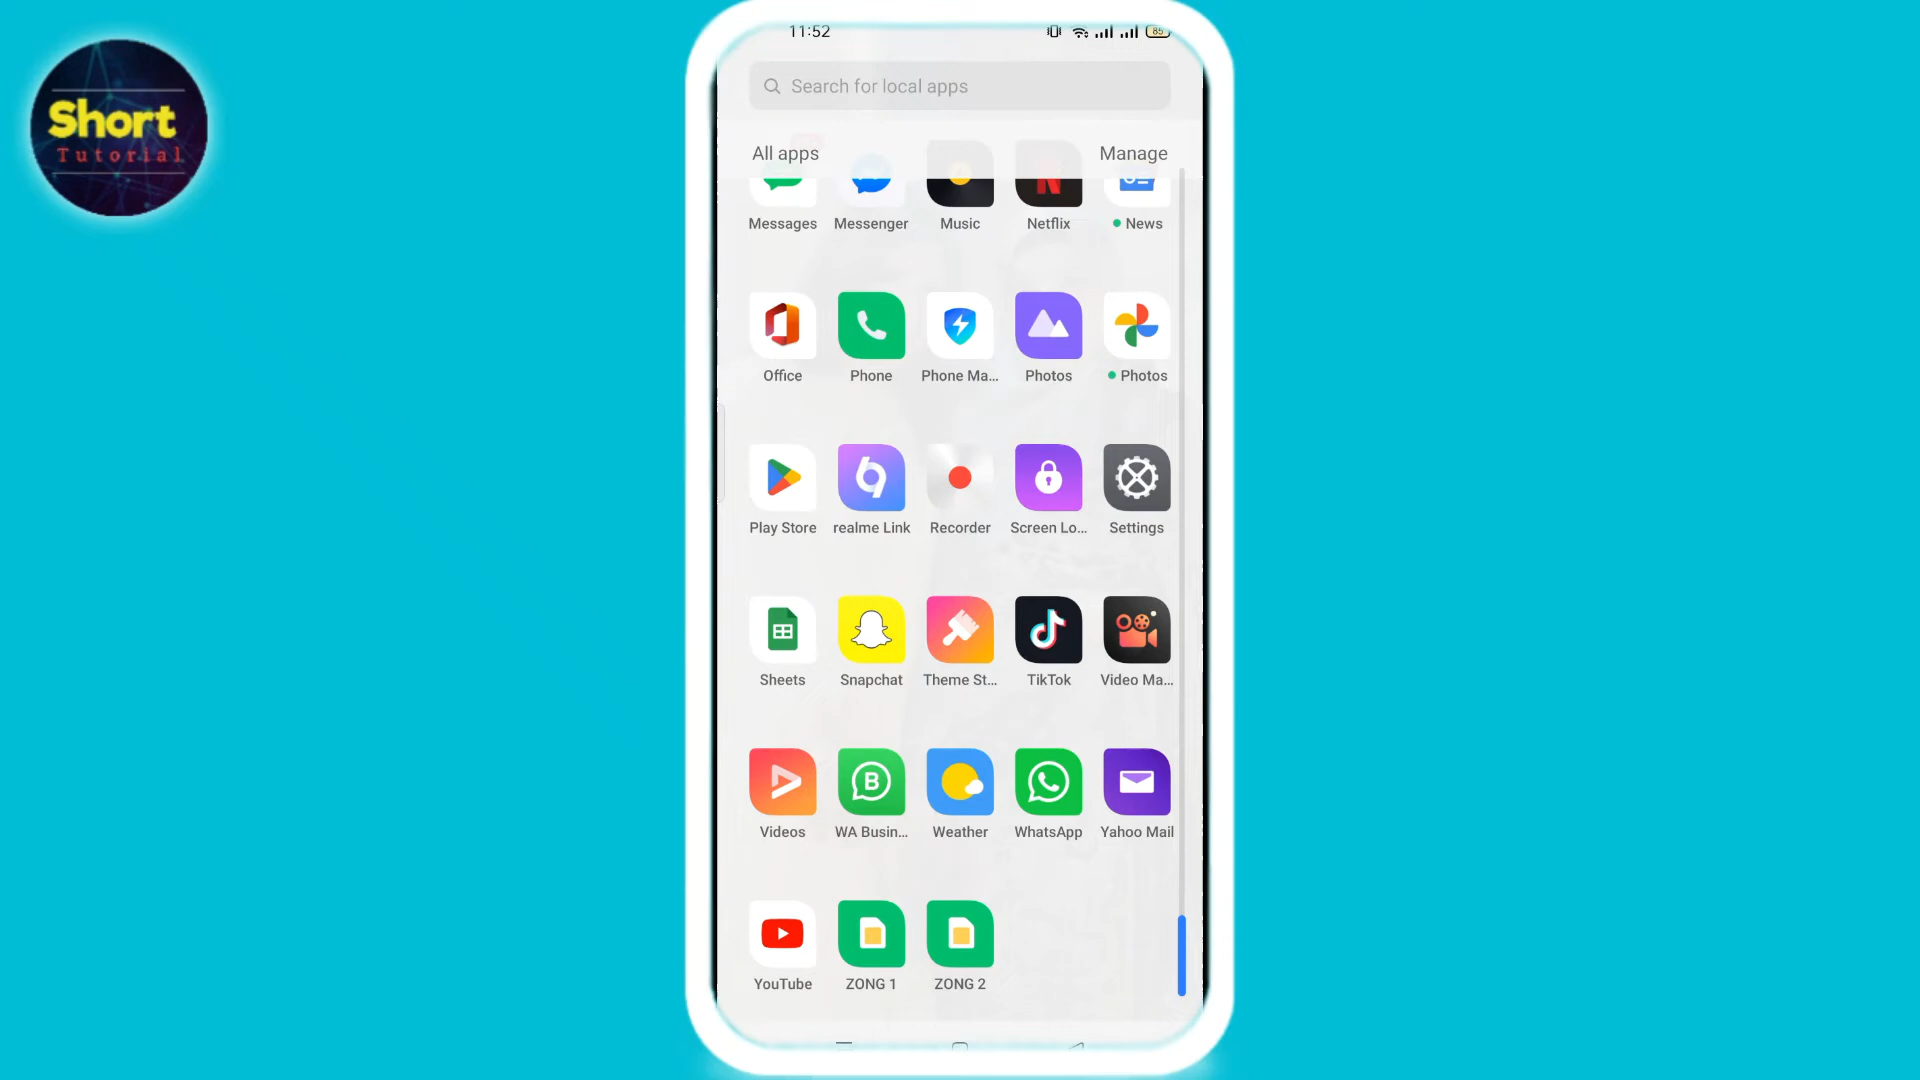 Short
Tutorial
11:52
85
Search for local apps
All apps
Manage
Messages
Messenger
Music
Netflix
News
Office
Phone
Phone Ma...
Photos
Photos
Play Store
realme Link
Recorder
Screen Lo...
Settings
Sheets
Snapchat
Theme St...
TikTok
Video Ma...
Videos
B
WA Busin...
Weather
WhatsApp
Yahoo Mail
YouTube
ZONG 1
ZONG 2